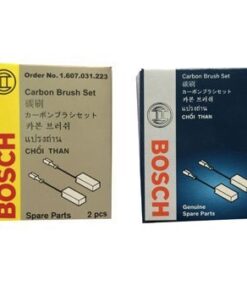 Order No. 1.607.031.223
Carbon Brush Set
碳刷
カーボンブラシセット
카본 브러쉬
แปรงถ่าน
CHỔI THAN
BOSCH
Spare Parts
2 pcs
Carbon Brush Set
碳刷
カーボンブラシセット
카본 브러쉬
แปรงถ่าน
CHỔI THAN
BOSCH
Genuine
Spare Parts